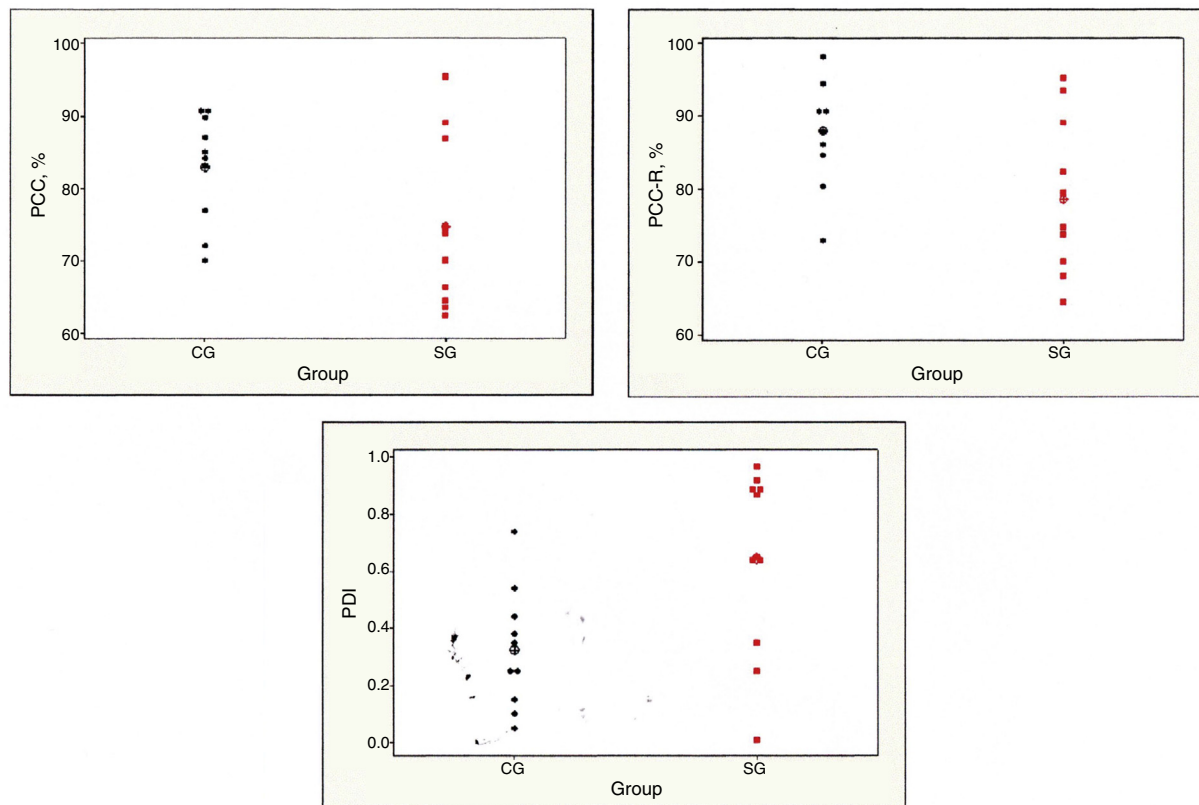 100
90
80
70
60
PCC, %
CG
SG
Group
100
90
80
70
60
PCC-R, %
CG
SG
Group
1.0
0.8
0.6
0.4
0.2
0.0
PDI
CG
SG
Group